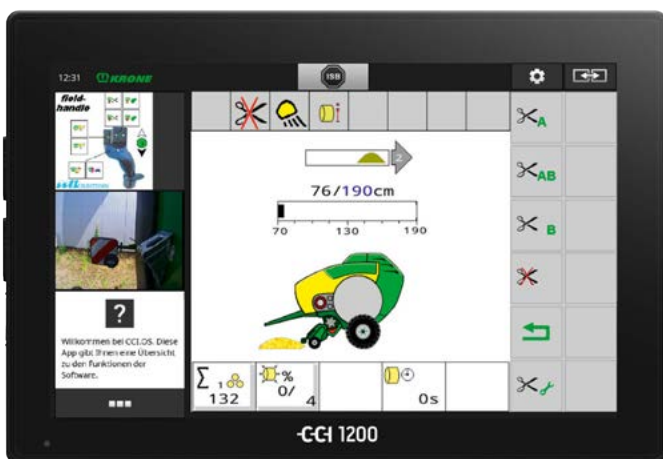 12:31 KRONE
ISB
field-
handle
A
2
76/190cm
AB
70 130 190
B
?
Willkommen bei CCI.OS. Diese
App gibt Ihnen eine Übersicht
zu den Funktionen der
Software.
Σ 1
132
%
0/ 4
0s
CCI 1200